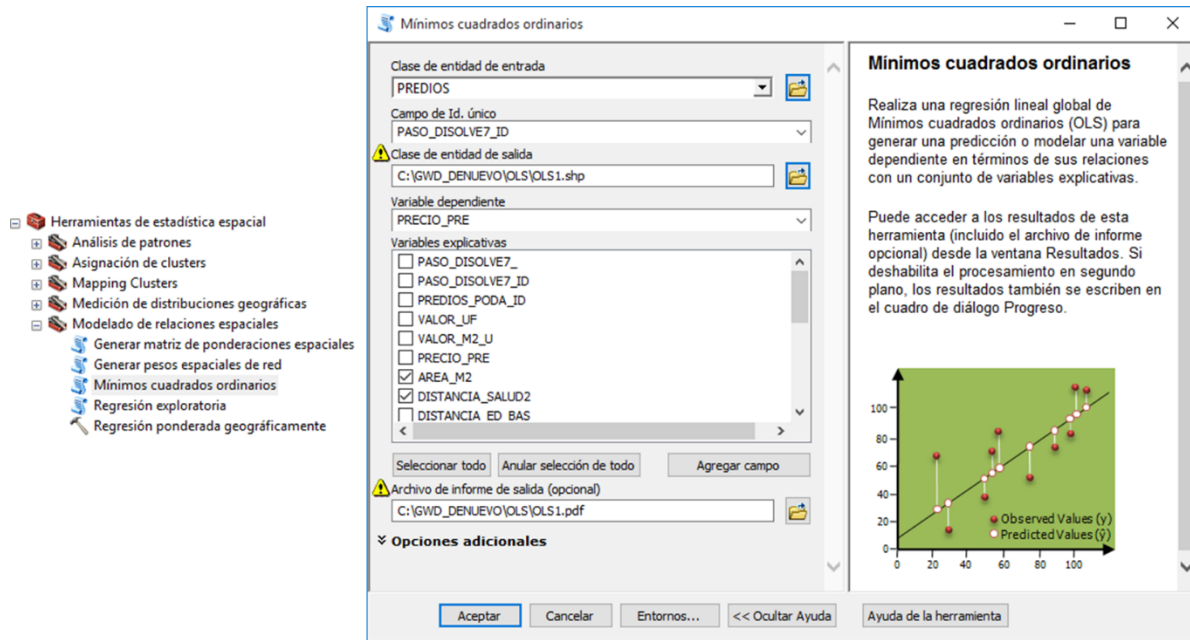 Herramientas de estadística espacial
Análisis de patrones
Asignación de clusters
Mapping Clusters
Medición de distribuciones geográficas
Modelado de relaciones espaciales
Generar matriz de ponderaciones espaciales
Generar pesos espaciales de red
Mínimos cuadrados ordinarios
Regresión exploratoria
Regresión ponderada geográficamente
Mínimos cuadrados ordinarios
Clase de entidad de entrada
PREDIOS
Campo de Id. único
PASO_DISOLVE7_ID
Clase de entidad de salida
C:\GWD_DENUEVO\OLS\OLS1.shp
Variable dependiente
PRECIO_PRE
Variables explicativas
PASO_DISOLVE7_
PASO_DISOLVE7_ID
PREDIOS_PODA_ID
VALOR_UF
VALOR_M2_U
PRECIO_PRE
AREA_M2
DISTANCIA_SALUD2
DISTANCIA ED BAS
Seleccionar todo
Anular selección de todo
Agregar campo
Archivo de informe de salida (opcional)
C:\GWD_DENUEVO\OLS\OLS1.pdf
Opciones adicionales
Aceptar
Cancelar
Entornos...
<< Ocultar Ayuda
Ayuda de la herramienta
Mínimos cuadrados ordinarios
Realiza una regresión lineal global de
Mínimos cuadrados ordinarios (OLS) para
generar una predicción o modelar una variable
dependiente en términos de sus relaciones
con un conjunto de variables explicativas.
Puede acceder a los resultados de esta
herramienta (incluido el archivo de informe
opcional) desde la ventana Resultados. Si
deshabilita el procesamiento en segundo
plano, los resultados también se escriben en
el cuadro de diálogo Progreso.
100
80
60
40
20
0
Observed Values (y)
Predicted Values (ŷ)
0 20 40 60 80 100